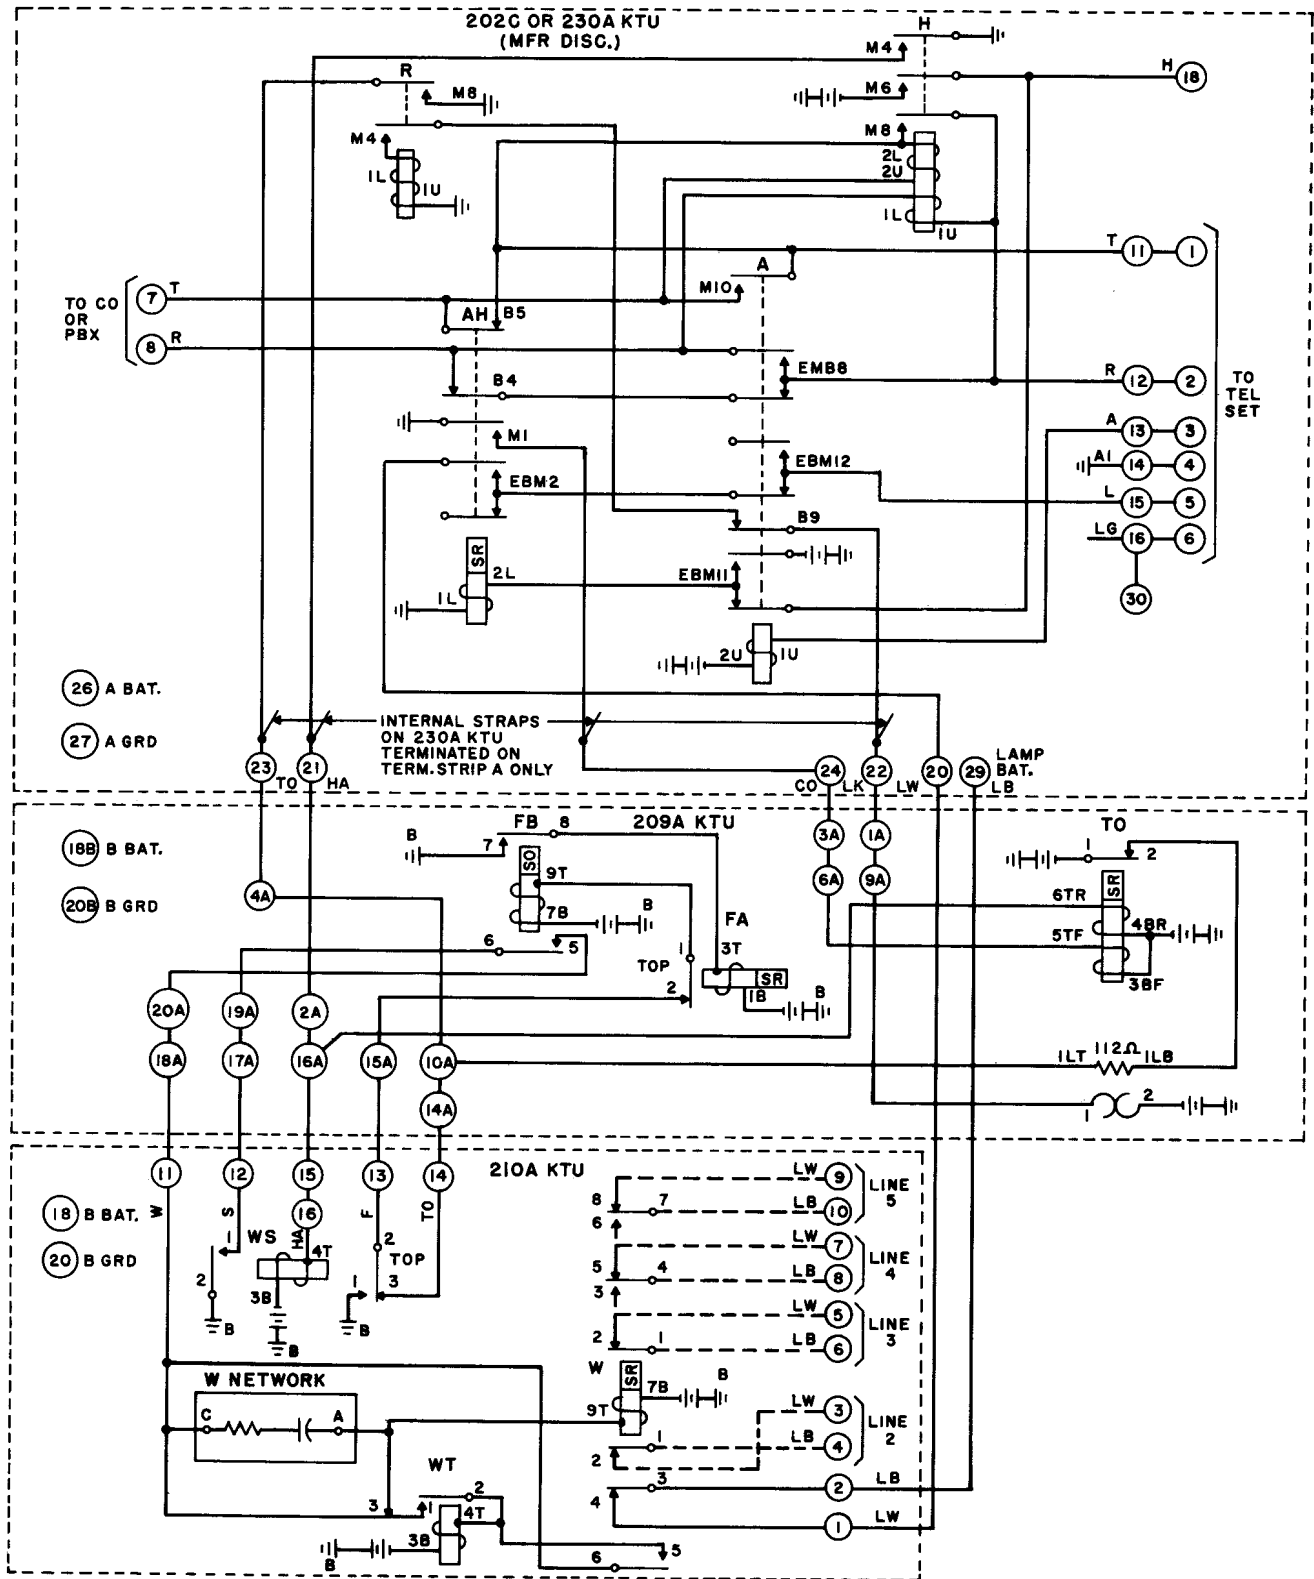 202C OR 230A KTU
(MFR DISC.)
H
M4
R
M8
M6
H
18
M4
M8
1L
1U
2L
2U
1L
1U
T
11
1
A
M10
TO CO
OR
PBX
7
T
8
R
AH
B5
B4
EMB8
R
12
2
TO
TEL
SET
M1
A
13
3
A1
14
4
EBM2
EBM12
L
15
5
B9
LG
16
6
SR
2L
1L
EBM11
30
2U
1U
26 A BAT.
27 A GRD
INTERNAL STRAPS
ON 230A KTU
TERMINATED ON
TERM. STRIP A ONLY
23
TO
21
HA
24
CO
22
LK
20
LW
29
LAMP
BAT.
LB
209A KTU
18B B BAT.
20B B GRD
B
7
FB
8
SO
9T
7B
B
4A
3A
1A
6A
9A
TO
1
2
SR
6TR
4BR
5TF
3BF
FA
6
5
TOP
1
2
3T
SR
1B
B
20A
19A
2A
18A
17A
16A
15A
10A
14A
1LT
112Ω
1LB
1
2
210A KTU
11
12
15
13
14
W
S
16
HA
F
TO
18 B BAT.
20 B GRD
1
2
B
WS
4T
3B
B
2
TOP
1
3
B
8
7
6
LW
9
LB
10
LINE
5
5
4
3
LW
7
LB
8
LINE
4
2
1
LW
5
LB
6
LINE
3
W
SR
7B
B
9T
LW
3
LB
4
LINE
2
1
2
3
4
2
LB
1
LW
W NETWORK
C
A
WT
3
1
2
4T
3B
B
5
6